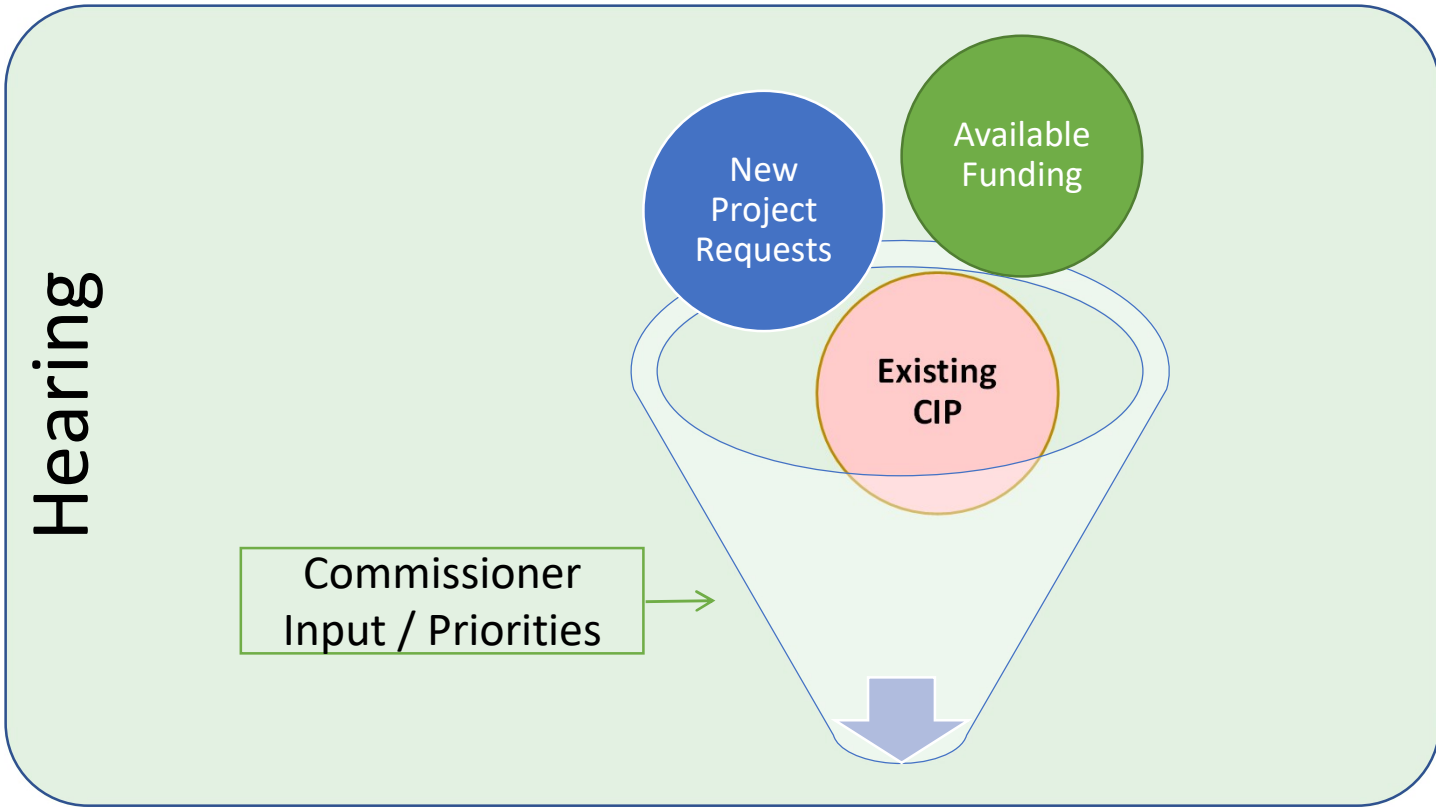 Hearing
New
Project
Requests
Available
Funding
Existing
CIP
Commissioner
Input / Priorities